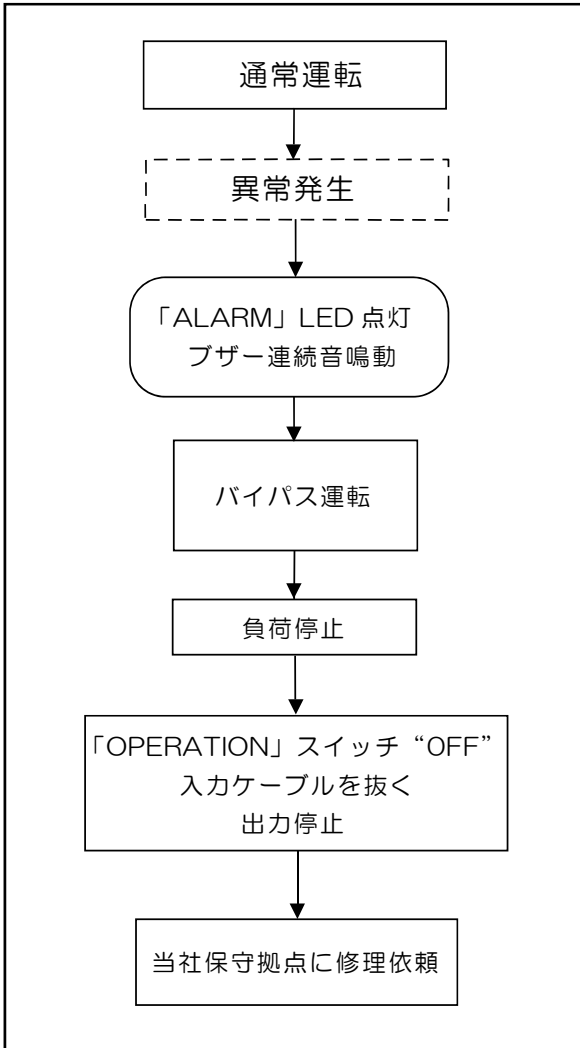 通常運転
異常発生
「ALARM」LED 点灯
ブザー連続音鳴動
バイパス運転
負荷停止
「OPERATION」スイッチ “OFF”
入力ケーブルを抜く
出力停止
当社保守拠点に修理依頼